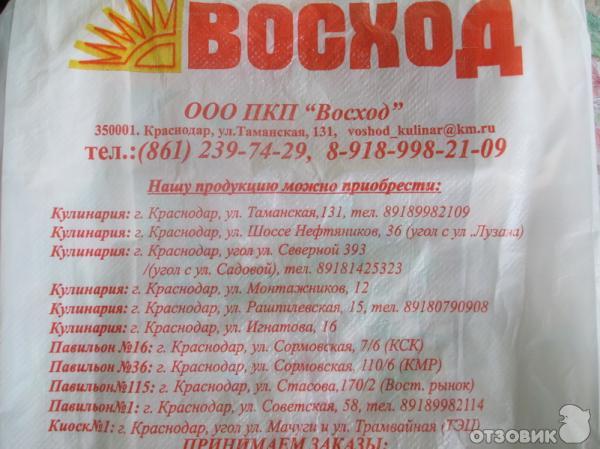 ВОСХОД
ООО ПКП "Восход"
350001. Краснодар, ул.Таманская, 131, voshod_kulinar@km.ru
тел.:(861) 239-74-29, 8-918-998-21-09
Нашу продукцию можно приобрести:
Кулинария: г. Краснодар, ул. Таманская,131, тел. 89189982109
Кулинария: г. Краснодар, ул. Шоссе Нефтяников, 36 (угол с ул .Лузана)
Кулинария: г. Краснодар, угол ул. Северной 393
/(угол с ул. Садовой), тел. 89181425323
Кулинария: г. Краснодар, ул. Монтажников, 12
Кулинария: г. Краснодар, ул. Рашпилевская, 15, тел. 89180790908
Кулинария: г. Краснодар, ул. Игнатова, 16
Павильон №16: г. Краснодар, ул. Сормовская, 7/6 (КСК)
Павильон №36: г. Краснодар, ул. Сормовская, 110/6 (КМР)
Павильон№115: г. Краснодар, ул. Стасова,170/2 (Вост. рынок)
Павильон№1: г. Краснодар, ул. Советская, 58, тел. 89189982114
Киоск№1: г. Краснодар, угол ул. Мачуги и ул. Трамвайная (ТЭЦ)
ПРИНИМАЕМ ЗАКАЗЫ:
ОТЗОВИК